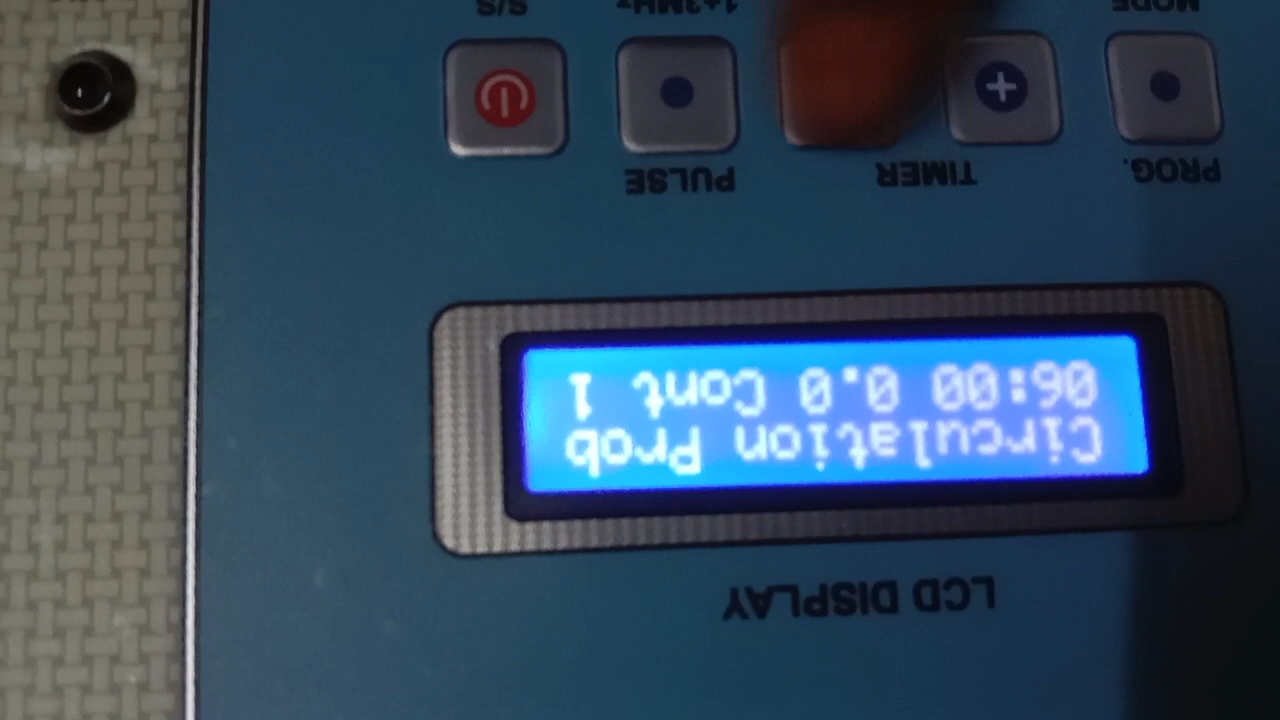 LCD DISPLAY
Circulation Prob
06:00 0.0 Cont 1
PROG.
TIMER
PULSE
MODE
1+3MHz
S/S